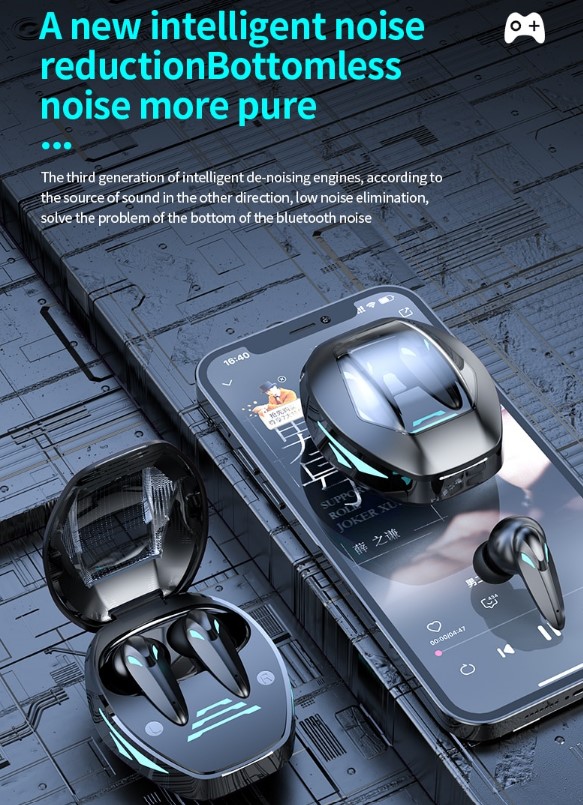 A new intelligent noise
reductionBottomless
noise more pure
...
The third generation of intelligent de-noising engines, according to
the source of sound in the other direction, low noise elimination,
solve the problem of the bottom of the bluetooth noise
16:40
SUPPO
JOKER XU
薛之谦
00:00/04:47